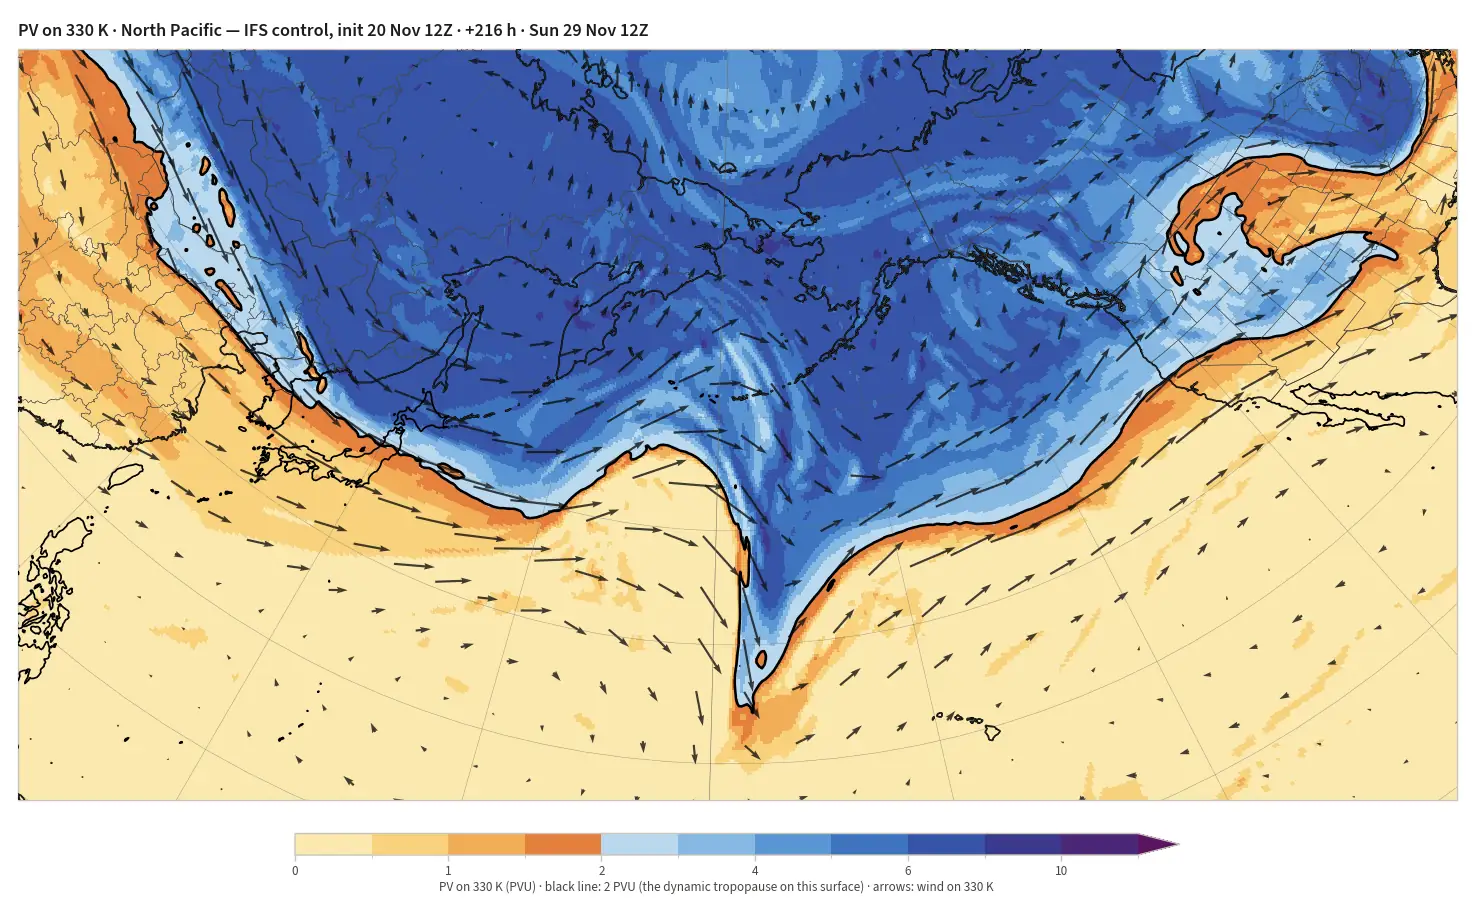 PV on 330 K · North Pacific — IFS control, init 20 Nov 12Z · +216 h · Sun 29 Nov 12Z
0 1 2 4 6 10
PV on 330 K (PVU) · black line: 2 PVU (the dynamic tropopause on this surface) · arrows: wind on 330 K